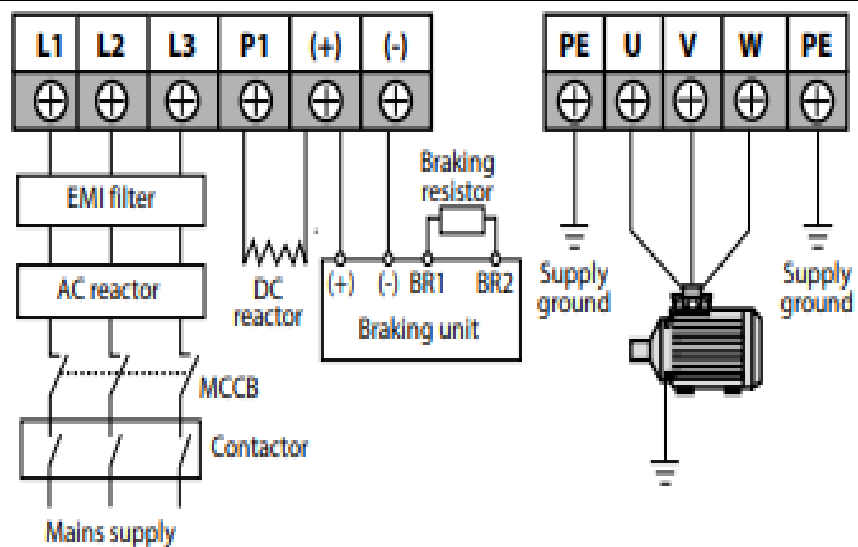 L1 L2 L3 P1 (+) (-)
PE U V W PE
Braking
resistor
EMI filter
AC reactor
DC
reactor
(+) (-) BR1 BR2
Braking unit
Supply
ground
Supply
ground
MCCB
Contactor
Mains supply